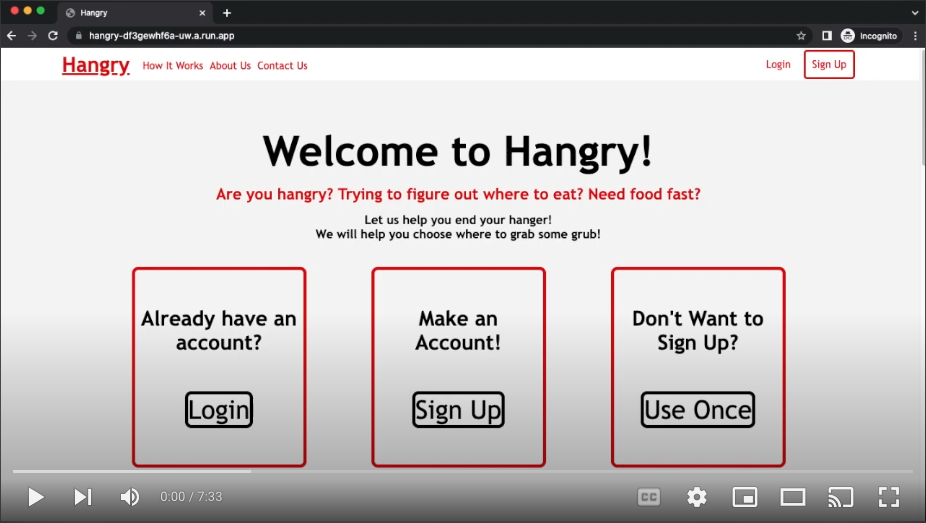 Hangry
hangry-df3gewhf6a-uw.a.run.app
Incognito
Hangry How It Works About Us Contact Us Login Sign Up
Welcome to Hangry!
Are you hangry? Trying to figure out where to eat? Need food fast?
Let us help you end your hanger!
We will help you choose where to grab some grub!
Already have an
account?
Login
Make an
Account!
Sign Up
Don't Want to
Sign Up?
Use Once
0:00 / 7:33
CC